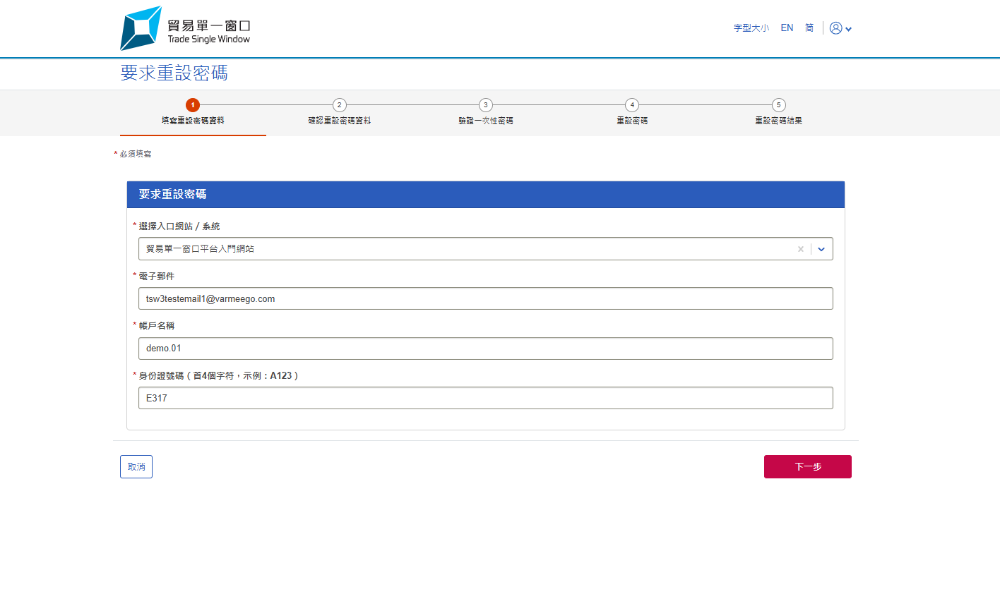 貿易單一窗口
Trade Single Window
字型大小 EN 简
要求重設密碼
1 2 3 4 5
填寫重設密碼資料 確認重設密碼資料 驗證一次性密碼 重設密碼 重設密碼結果
* 必須填寫
要求重設密碼
* 選擇入口網站 / 系統
貿易單一窗口平台入門網站
* 電子郵件
tsw3testemail1@varmeego.com
* 帳戶名稱
demo.01
* 身份證號碼（首4個字符，示例：A123）
E317
取消 下一步